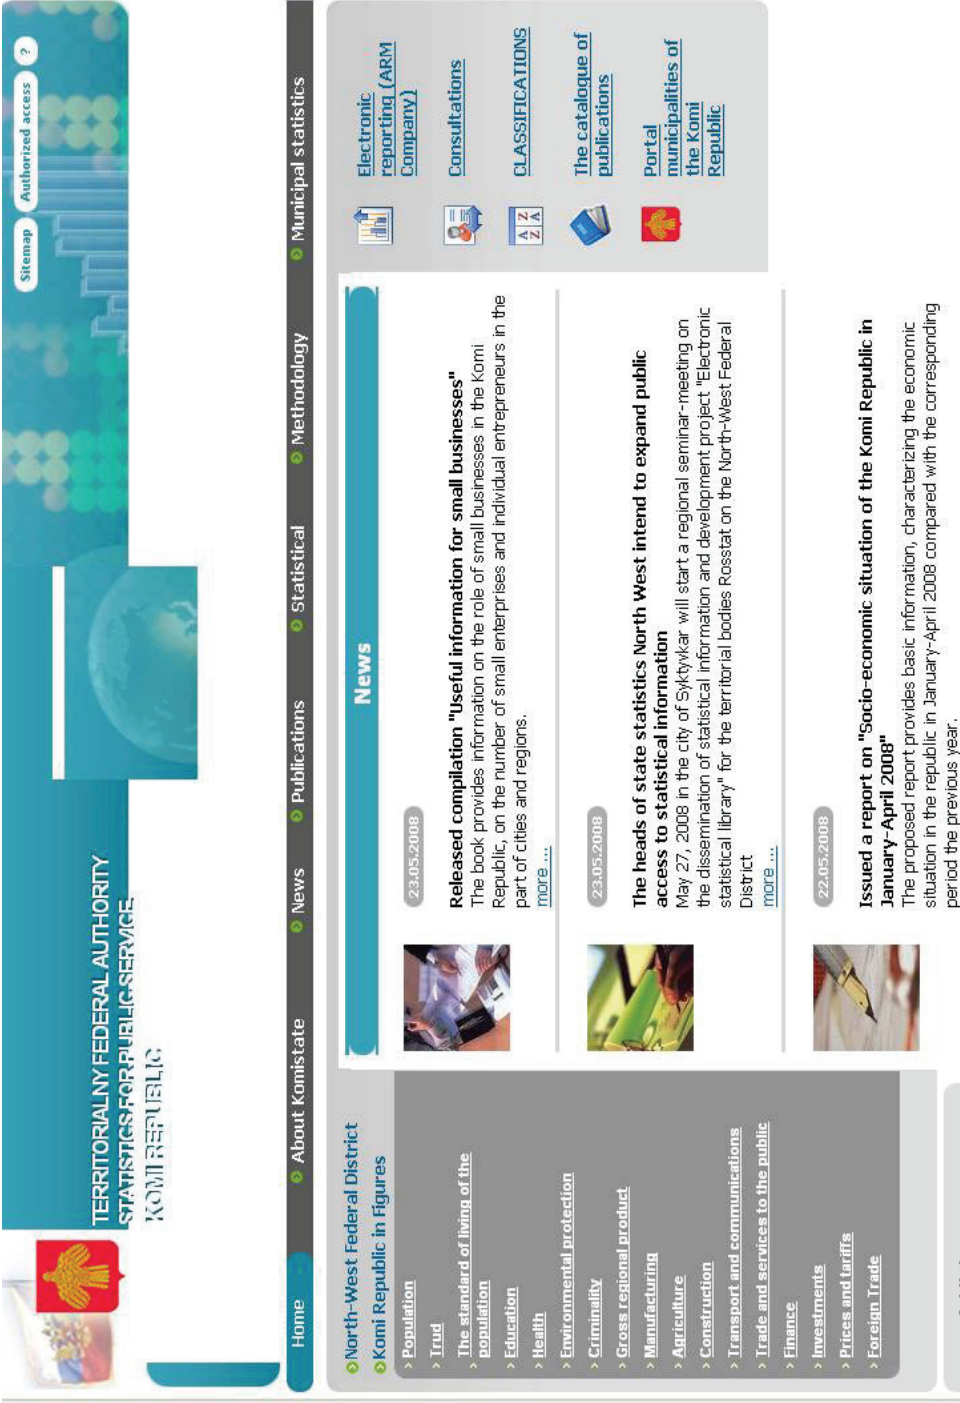 Sitemap
Authorized access
?
TERRITORIALNY FEDERAL AUTHORITY
STATISTICS FOR PUBLIC SERVICE
KOMI REPUBLIC
Home
About Komistate
News
Publications
Statistical
Methodology
Municipal statistics
North-West Federal District
Komi Republic in Figures
> Population
> Trud
> The standard of living of the
population
> Education
> Health
> Environmental protection
> Criminality
> Gross regional product
> Manufacturing
> Agriculture
> Construction
> Transport and communications
> Trade and services to the public
> Finance
> Investments
> Prices and tariffs
> Foreign Trade
News
23.05.2008
Released compilation "Useful information for small businesses"
The book provides information on the role of small businesses in the Komi
Republic, on the number of small enterprises and individual entrepreneurs in the
part of cities and regions.
more ...
23.05.2008
The heads of state statistics North West intend to expand public
access to statistical information
May 27, 2008 in the city of Syktyvkar will start a regional seminar-meeting on
the dissemination of statistical information and development project "Electronic
statistical library" for the territorial bodies Rosstat on the North-West Federal
District
more ...
22.05.2008
Issued a report on "Socio-economic situation of the Komi Republic in
January-April 2008"
The proposed report provides basic information, characterizing the economic
situation in the republic in January-April 2008 compared with the corresponding
period the previous year.
Electronic
reporting (ARM
Company)
Consultations
A Z
Z A
CLASSIFICATIONS
The catalogue of
publications
Portal
municipalities of
the Komi
Republic